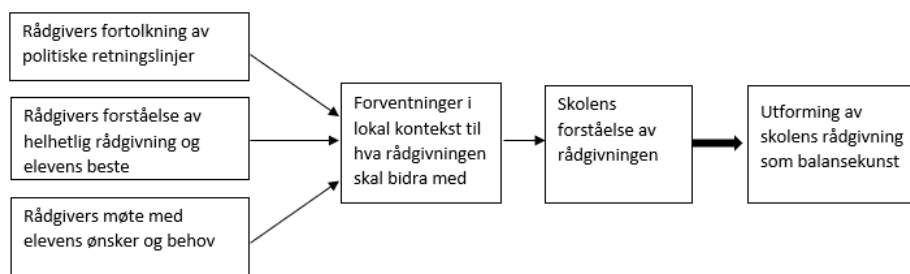 Rådgivers fortolkning av
politiske retningslinjer
Rådgivers forståelse av
helhetlig rådgivning og
elevens beste
Rådgivers møte med
elevens ønsker og behov
Forventninger i
lokal kontekst til
hva rådgivningen
skal bidra med
Skolens
forståelse av
rådgivningen
Utforming av
skolens rådgivning
som balansekunst